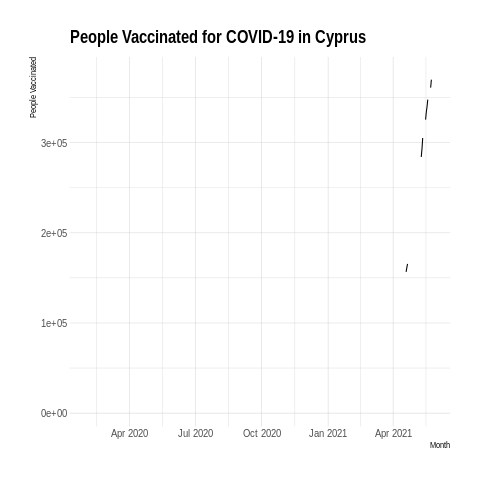 People Vaccinated for COVID-19 in Cyprus
People Vaccinated
3e+05
2e+05
1e+05
0e+00
Apr 2020 Jul 2020 Oct 2020 Jan 2021 Apr 2021
Month